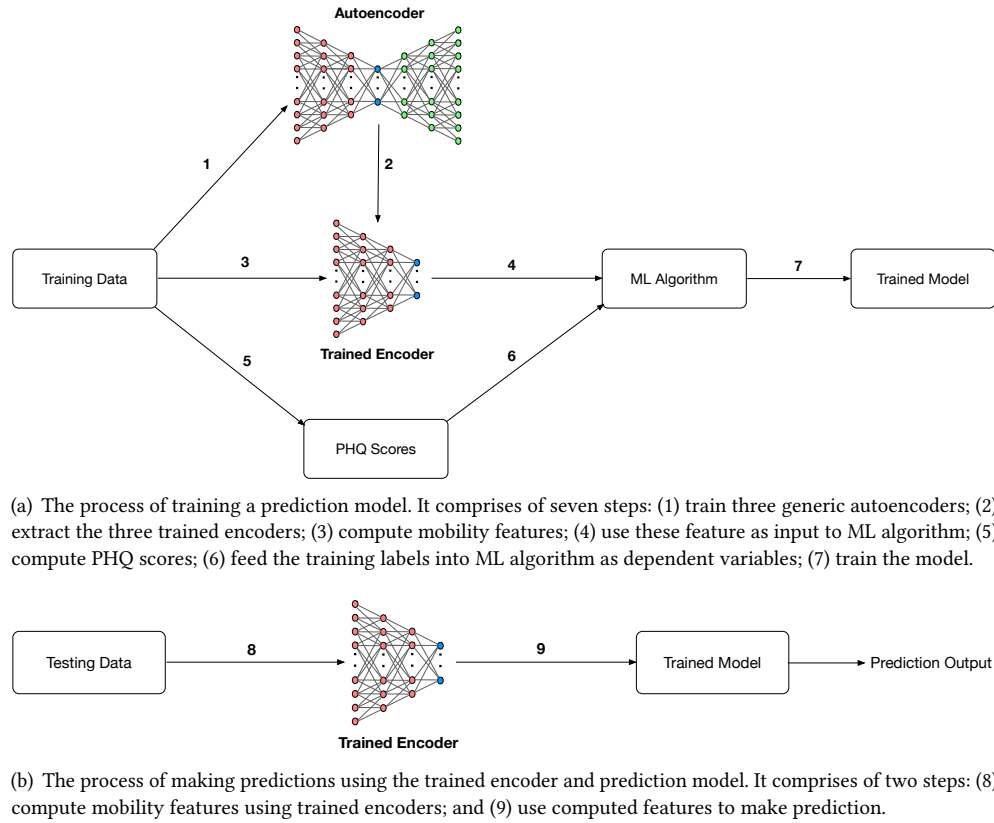 Autoencoder
1
2
Training Data
3
4
ML Algorithm
7
Trained Model
Trained Encoder
5
6
PHQ Scores
(a) The process of training a prediction model. It comprises of seven steps: (1) train three generic autoencoders; (2)
extract the three trained encoders; (3) compute mobility features; (4) use these feature as input to ML algorithm; (5)
compute PHQ scores; (6) feed the training labels into ML algorithm as dependent variables; (7) train the model.
Testing Data
8
9
Trained Model
Prediction Output
Trained Encoder
(b) The process of making predictions using the trained encoder and prediction model. It comprises of two steps: (8)
compute mobility features using trained encoders; and (9) use computed features to make prediction.